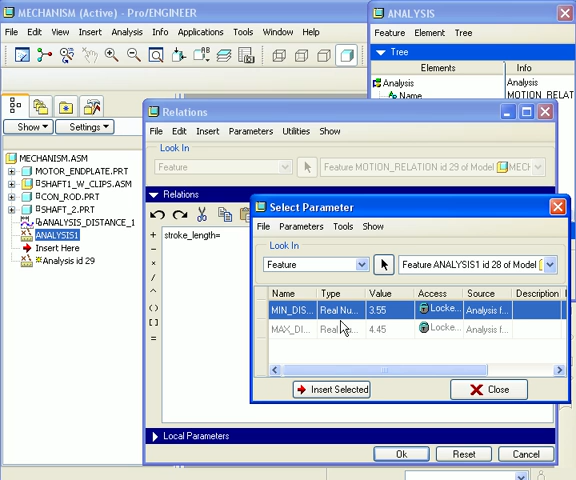 MECHANISM (Active) - Pro/ENGINEER
File Edit View Insert Analysis Info Applications Tools Window Help
ANALYSIS
Feature Element Tree
Tree
Elements Info
Analysis Analysis
Name MOTION_RELAT
Show Settings
MECHANISM.ASM
MOTOR_ENDPLATE.PRT
SHAFT1_W_CLIPS.ASM
CON_ROD.PRT
SHAFT_2.PRT
ANALYSIS_DISTANCE_1
ANALYSIS1
Insert Here
Analysis id 29
Relations
File Edit Insert Parameters Utilities Show
Look In
Feature Feature MOTION_RELATION id 29 of Model MECH
Relations
stroke_length=
+
-
×
/
^
( )
[ ]
=
Select Parameter
File Parameters Tools Show
Look In
Feature Feature ANALYSIS1 id 28 of Model
Name Type Value Access Source Description
MIN_DIS... Real Nu... 3.55 Locke... Analysis f...
MAX_DI... Real Nu... 4.45 Locke... Analysis f...
Insert Selected Close
Local Parameters
Ok Reset Cancel